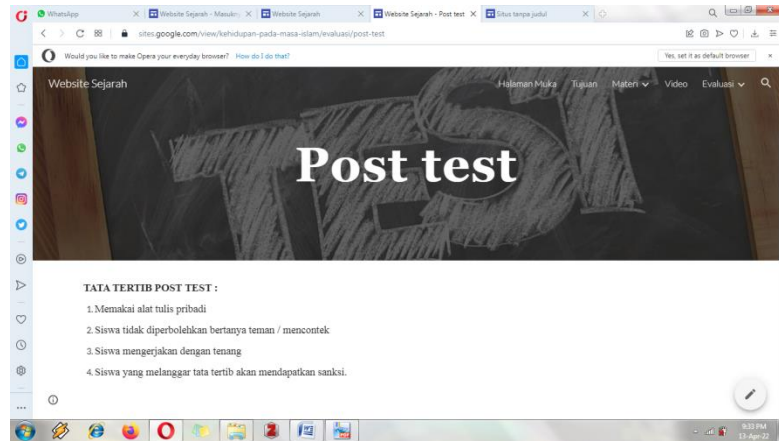 WhatsApp
Website Sejarah - Masukny
Website Sejarah
Website Sejarah - Post test
Situs tanpa judul
sites.google.com/view/kehidupan-pada-masa-islam/evaluasi/post-test
Would you like to make Opera your everyday browser? How do I do that?
Yes, set it as default browser
Website Sejarah
Halaman Muka
Tujuan
Materi
Video
Evaluasi
TEST
Post test
TATA TERTIB POST TEST :
1. Memakai alat tulis pribadi
2. Siswa tidak diperbolehkan bertanya teman / mencontek
3. Siswa mengerjakan dengan tenang
4. Siswa yang melanggar tata tertib akan mendapatkan sanksi.
9:33 PM
13-Apr-22